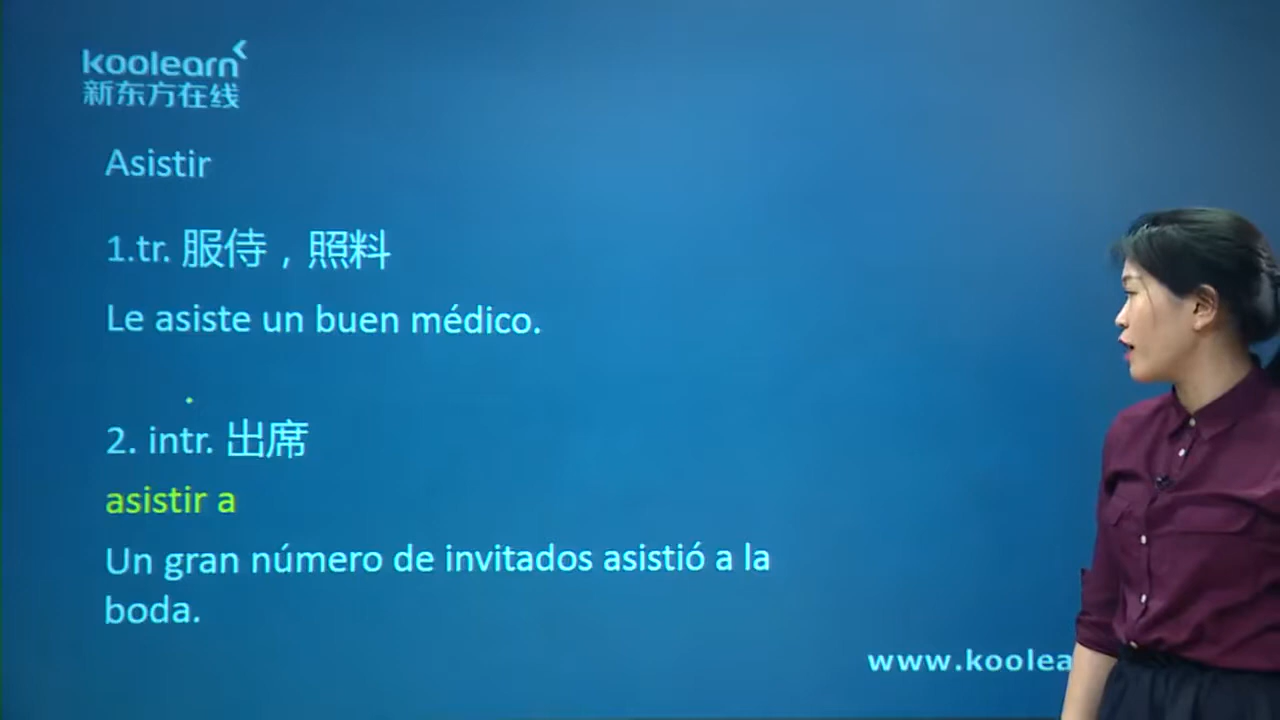 koolearn
新东方在线
Asistir
1.tr. 服侍，照料
Le asiste un buen médico.
2. intr. 出席
asistir a
Un gran número de invitados asistió a la
boda.
www.koolea